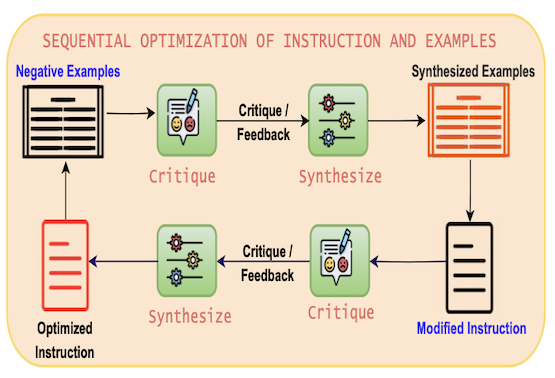 SEQUENTIAL OPTIMIZATION OF INSTRUCTION AND EXAMPLES
Negative Examples
Synthesized Examples
Critique /
Feedback
Critique
Synthesize
Critique /
Feedback
Synthesize
Critique
Optimized
Instruction
Modified Instruction